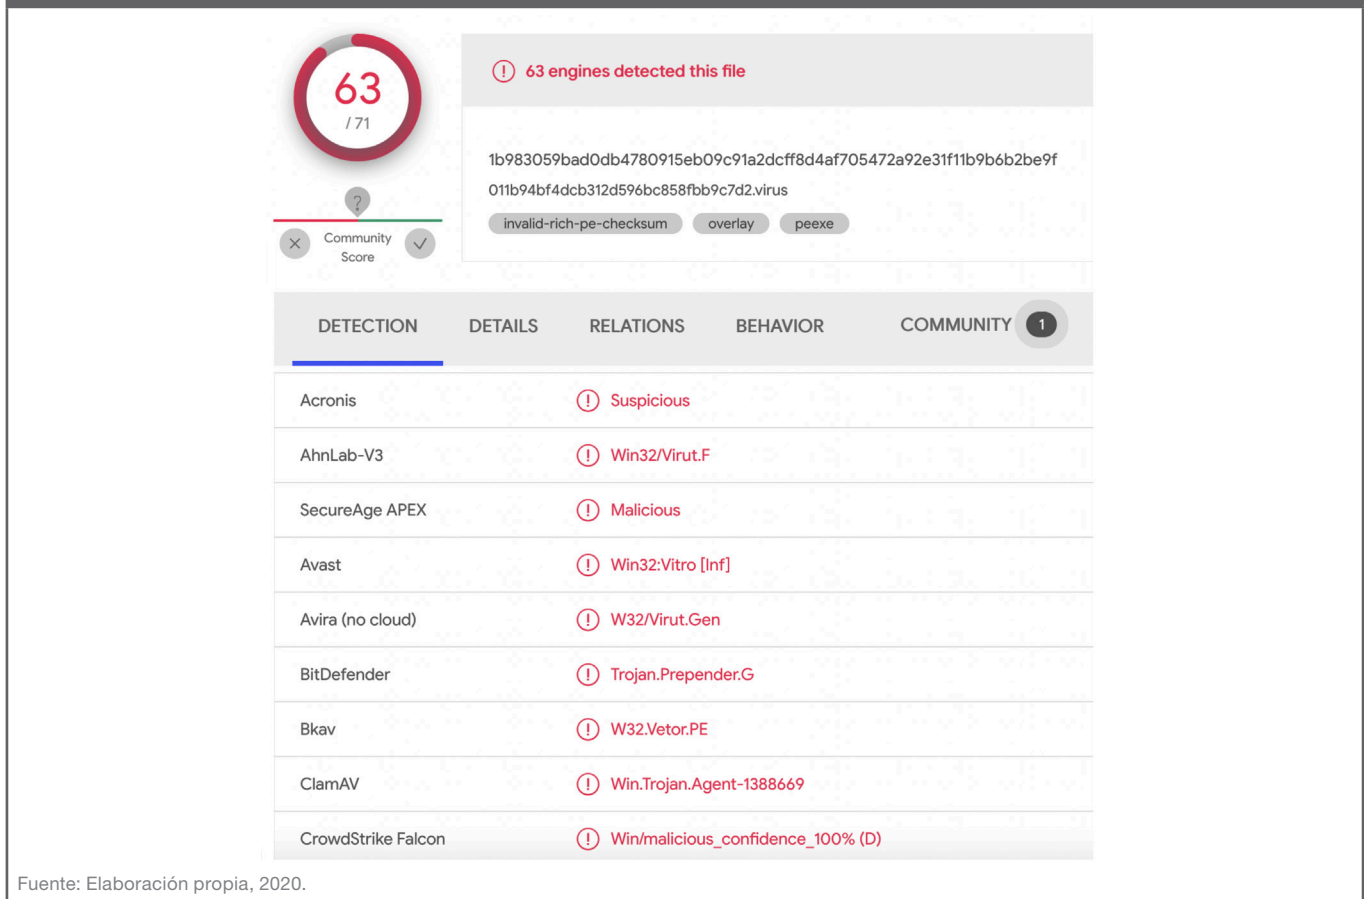 63
/ 71
?
Community
Score
63 engines detected this file
1b983059bad0db4780915eb09c91a2dcff8d4af705472a92e31f11b9b6b2be9f
011b94bf4dcb312d596bc858fbb9c7d2.virus
invalid-rich-pe-checksum overlay peexe
DETECTION DETAILS RELATIONS BEHAVIOR COMMUNITY 1
Acronis Suspicious
AhnLab-V3 Win32/Virut.F
SecureAge APEX Malicious
Avast Win32:Vitro [Inf]
Avira (no cloud) W32/Virut.Gen
BitDefender Trojan.Prepender.G
Bkav W32.Vetor.PE
ClamAV Win.Trojan.Agent-1388669
CrowdStrike Falcon Win/malicious_confidence_100% (D)
Fuente: Elaboración propia, 2020.